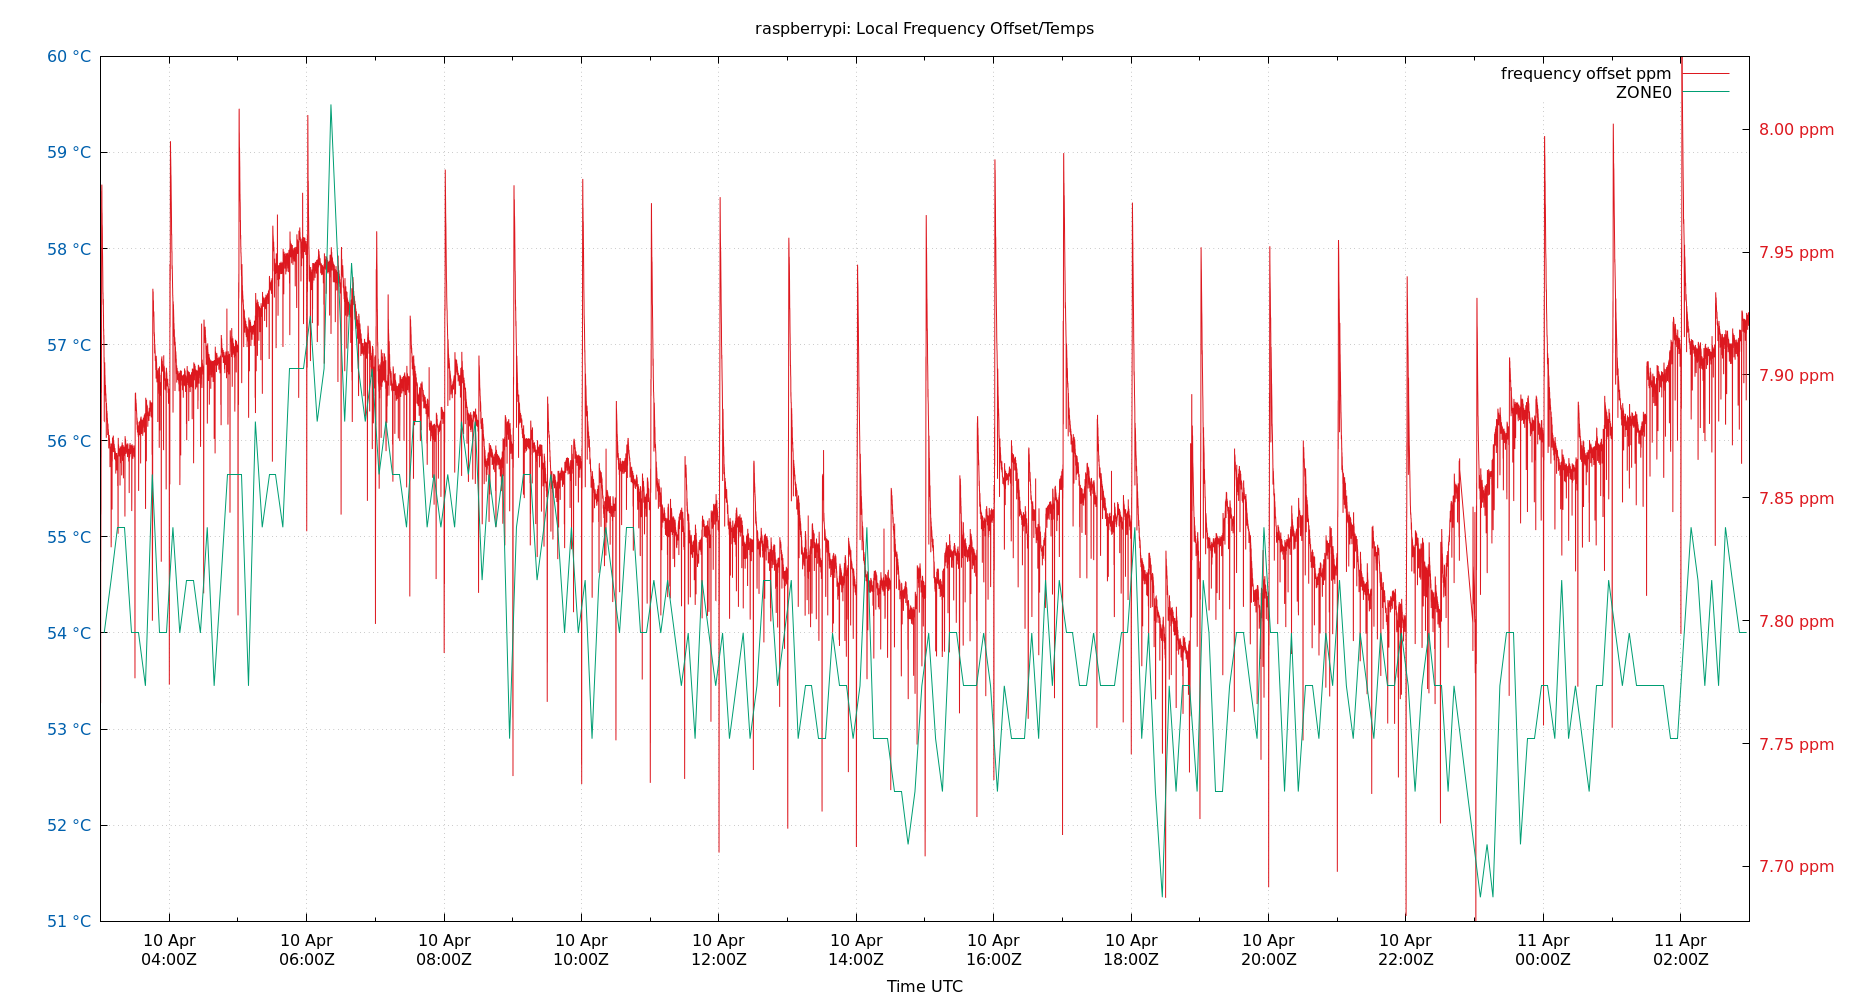 raspberrypi: Local Frequency Offset/Temps
60 °C
59 °C
58 °C
57 °C
56 °C
55 °C
54 °C
53 °C
52 °C
51 °C
frequency offset ppm
ZONE0
8.00 ppm
7.95 ppm
7.90 ppm
7.85 ppm
7.80 ppm
7.75 ppm
7.70 ppm
10 Apr 10 Apr 10 Apr 10 Apr 10 Apr 10 Apr 10 Apr 10 Apr 10 Apr 10 Apr 11 Apr 11 Apr
04:00Z 06:00Z 08:00Z 10:00Z 12:00Z 14:00Z 16:00Z 18:00Z 20:00Z 22:00Z 00:00Z 02:00Z
Time UTC